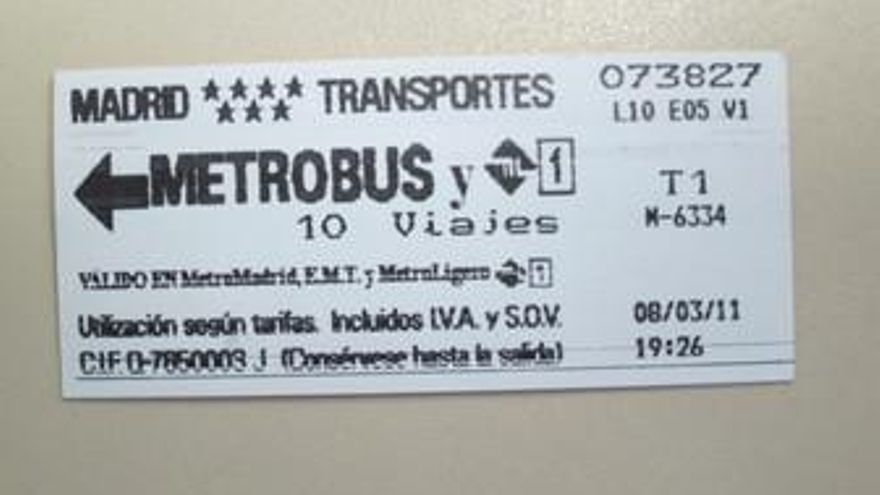 MADRID TRANSPORTES 073827
L10 E05 V1
METROBUS y ML 1 T1
10 Viajes M-6334
VALIDO EN MetroMadrid, E.M.T. y MetroLigero 1
Utilización según tarifas. Incluidos I.V.A. y S.O.V. 08/03/11
C.I.F. Q-7850003 J (Consérvese hasta la salida) 19:26